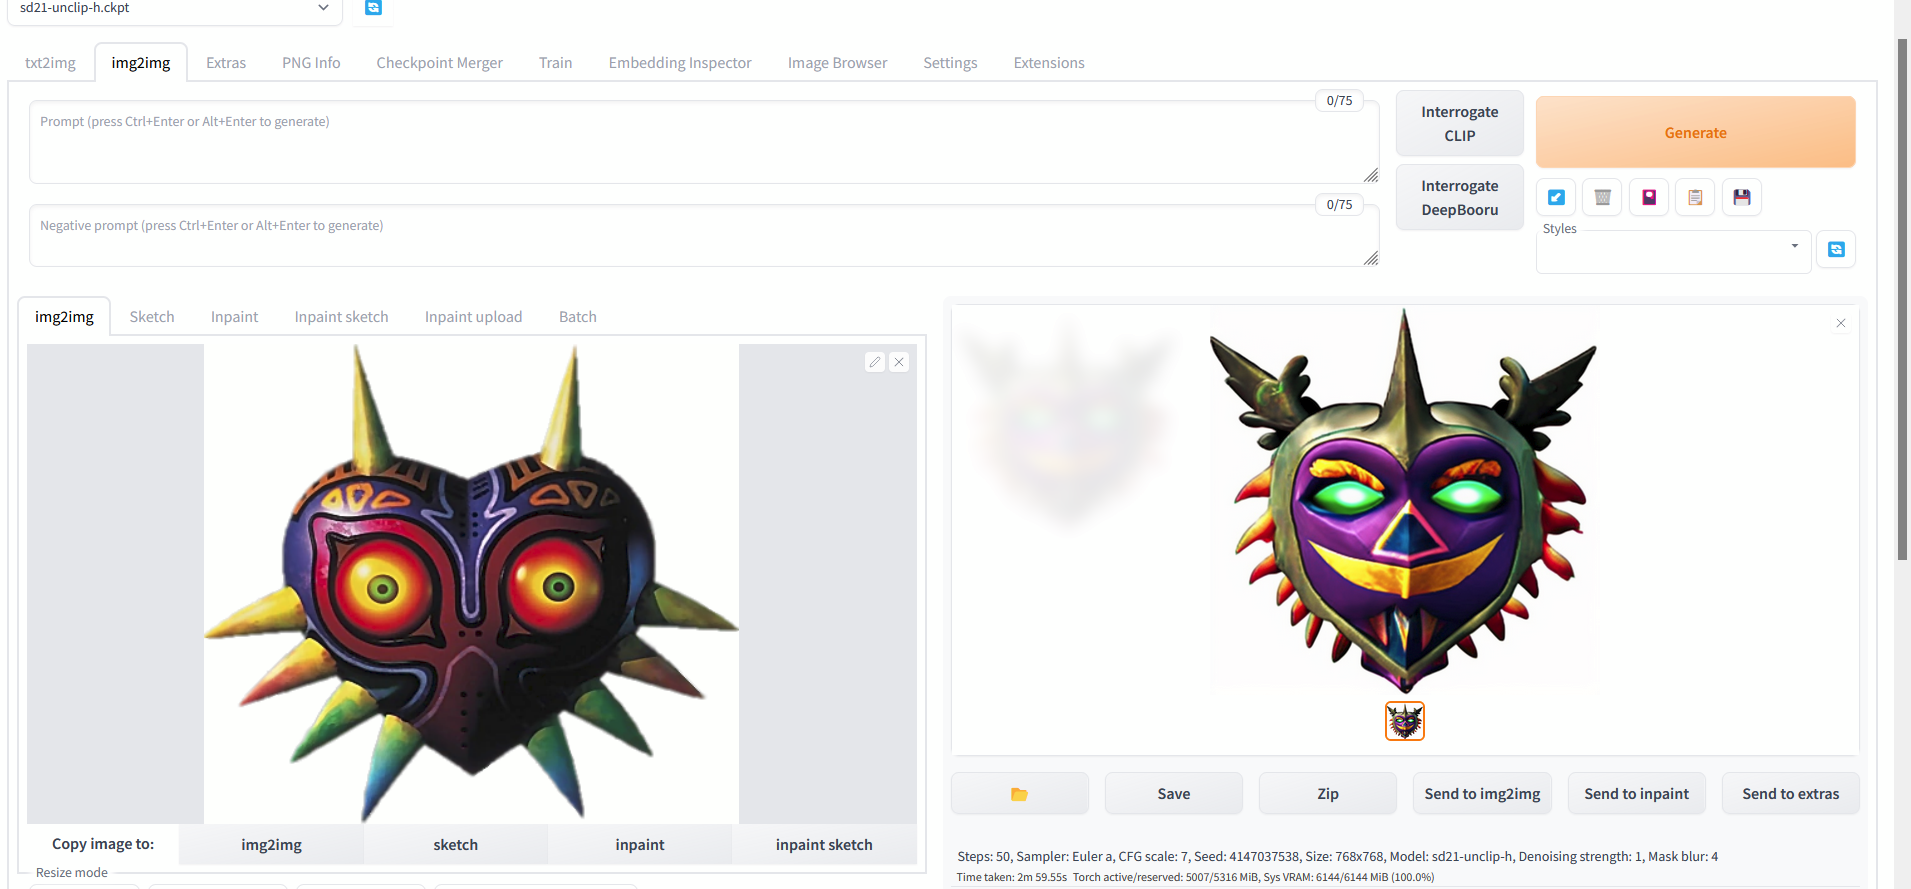 sd21-unclip-h.ckpt
txt2img img2img Extras PNG Info Checkpoint Merger Train Embedding Inspector Image Browser Settings Extensions
0/75
Prompt (press Ctrl+Enter or Alt+Enter to generate)
0/75
Negative prompt (press Ctrl+Enter or Alt+Enter to generate)
Interrogate
CLIP
Interrogate
DeepBooru
Generate
Styles
img2img Sketch Inpaint Inpaint sketch Inpaint upload Batch
Copy image to: img2img sketch inpaint inpaint sketch
Resize mode
Save Zip Send to img2img Send to inpaint Send to extras
Steps: 50, Sampler: Euler a, CFG scale: 7, Seed: 4147037538, Size: 768x768, Model: sd21-unclip-h, Denoising strength: 1, Mask blur: 4
Time taken: 2m 59.55s Torch active/reserved: 5007/5316 MiB, Sys VRAM: 6144/6144 MiB (100.0%)